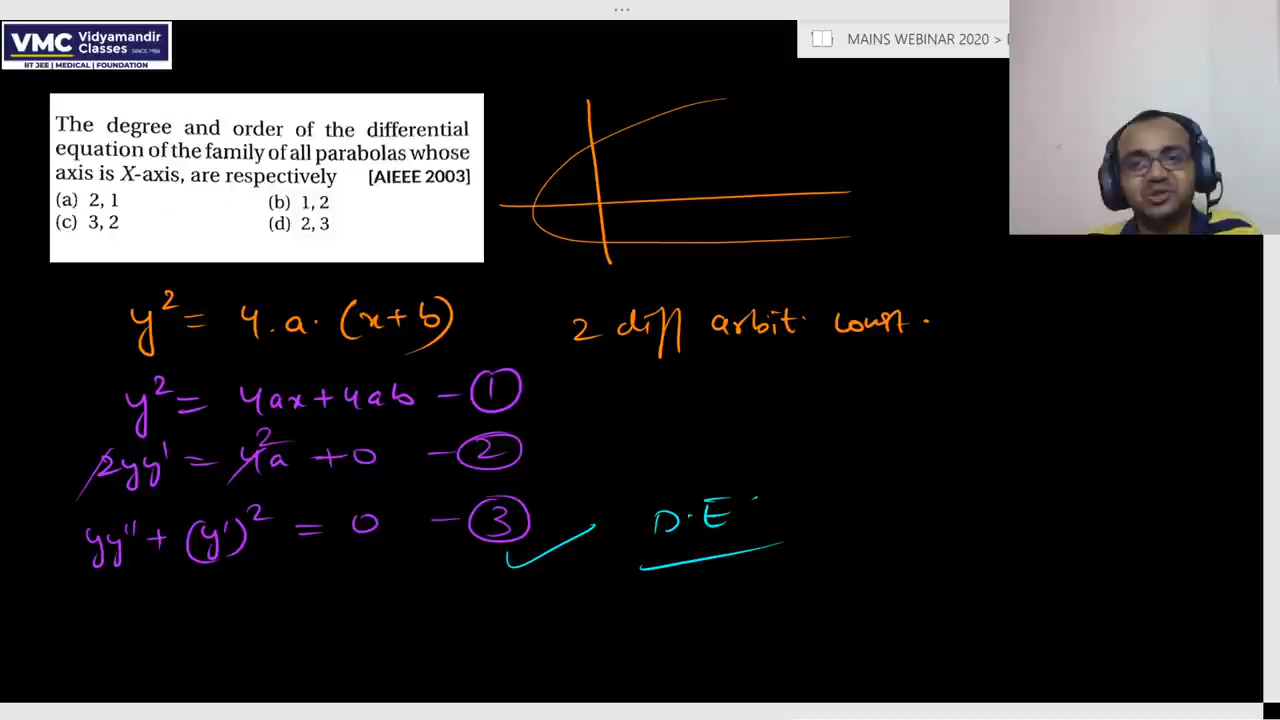 VMC Vidyamandir Classes SINCE 1986
IIT JEE | MEDICAL | FOUNDATION
MAINS WEBINAR 2020 >
The degree and order of the differential
equation of the family of all parabolas whose
axis is X-axis, are respectively [AIEEE 2003]
(a) 2, 1 (b) 1, 2
(c) 3, 2 (d) 2, 3
y² = 4.a.(x+b) 2 diff arbit. const.
y² = 4ax+4ab - ①
2yy' = 4²a + 0 - ②
yy'' + (y')² = 0 - ③ D.E.